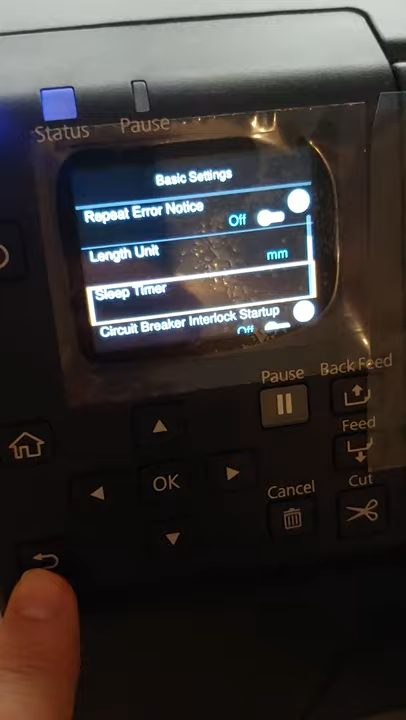 Status
Pause
Basic Settings
Repeat Error Notice
Off
Length Unit
mm
Sleep Timer
Circuit Breaker Interlock Startup
Off
Pause
Back Feed
Feed
OK
Cancel
Cut